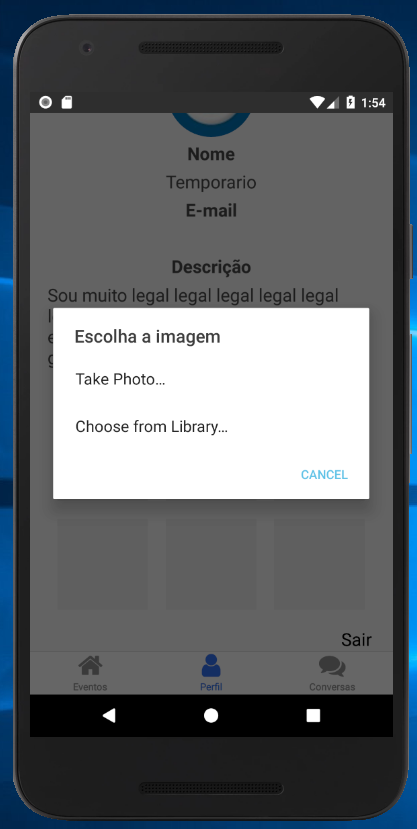 1:54
Nome
Temporario
E-mail
Descrição
Sou muito legal legal legal legal legal
Escolha a imagem
Take Photo…
Choose from Library…
CANCEL
Sair
Eventos
Perfil
Conversas